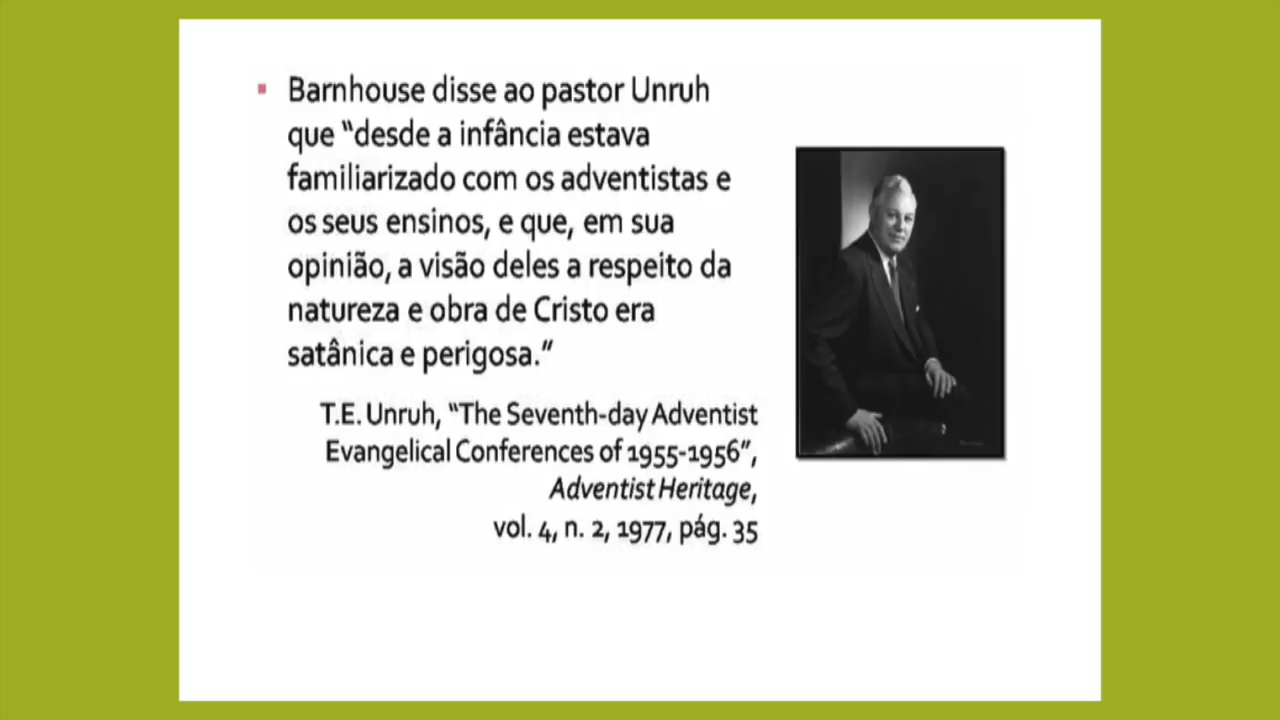 Barnhouse disse ao pastor Unruh
que “desde a infância estava
familiarizado com os adventistas e
os seus ensinos, e que, em sua
opinião, a visão deles a respeito da
natureza e obra de Cristo era
satânica e perigosa.”
T.E. Unruh, “The Seventh-day Adventist
Evangelical Conferences of 1955-1956”,
Adventist Heritage,
vol. 4, n. 2, 1977, pág. 35